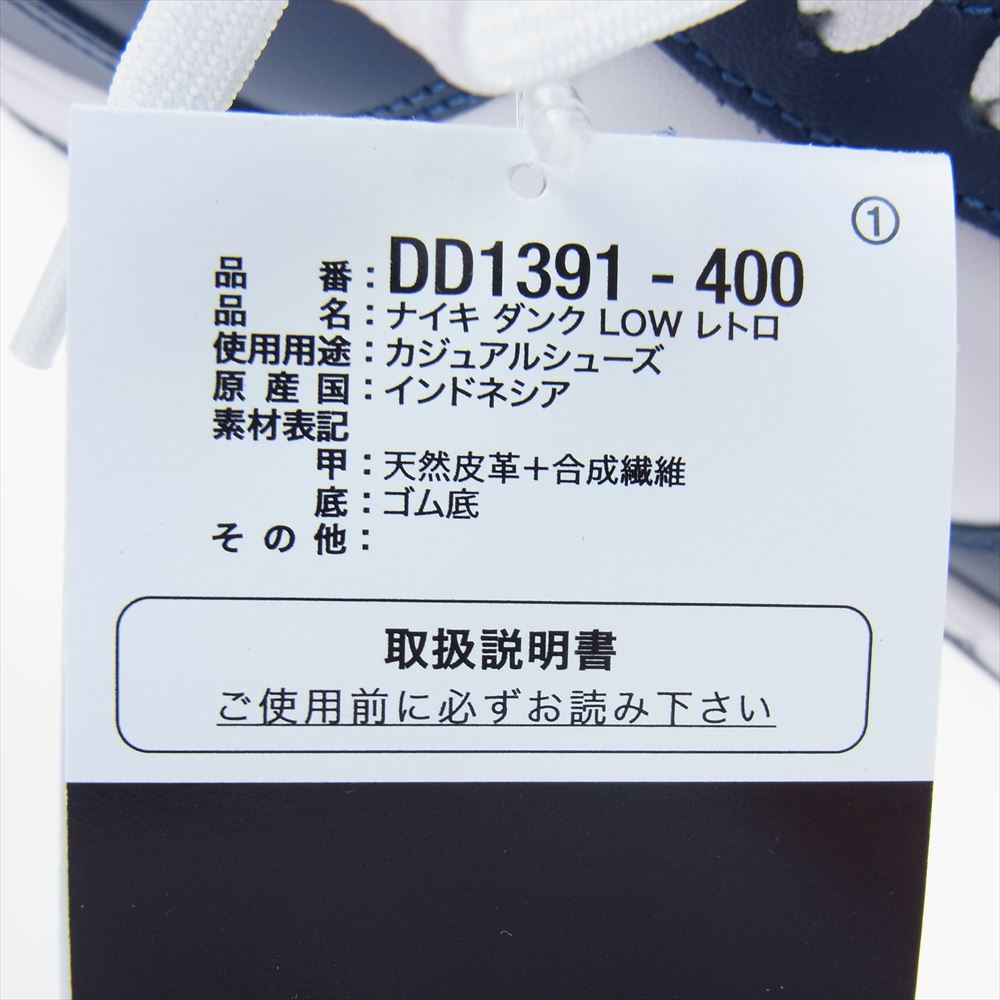 ①
品番：DD1391 - 400
品名：ナイキ ダンク LOW レトロ
使用用途：カジュアルシューズ
原産国：インドネシア
素材表記
甲：天然皮革＋合成繊維
底：ゴム底
その他：
取扱説明書
ご使用前に必ずお読み下さい